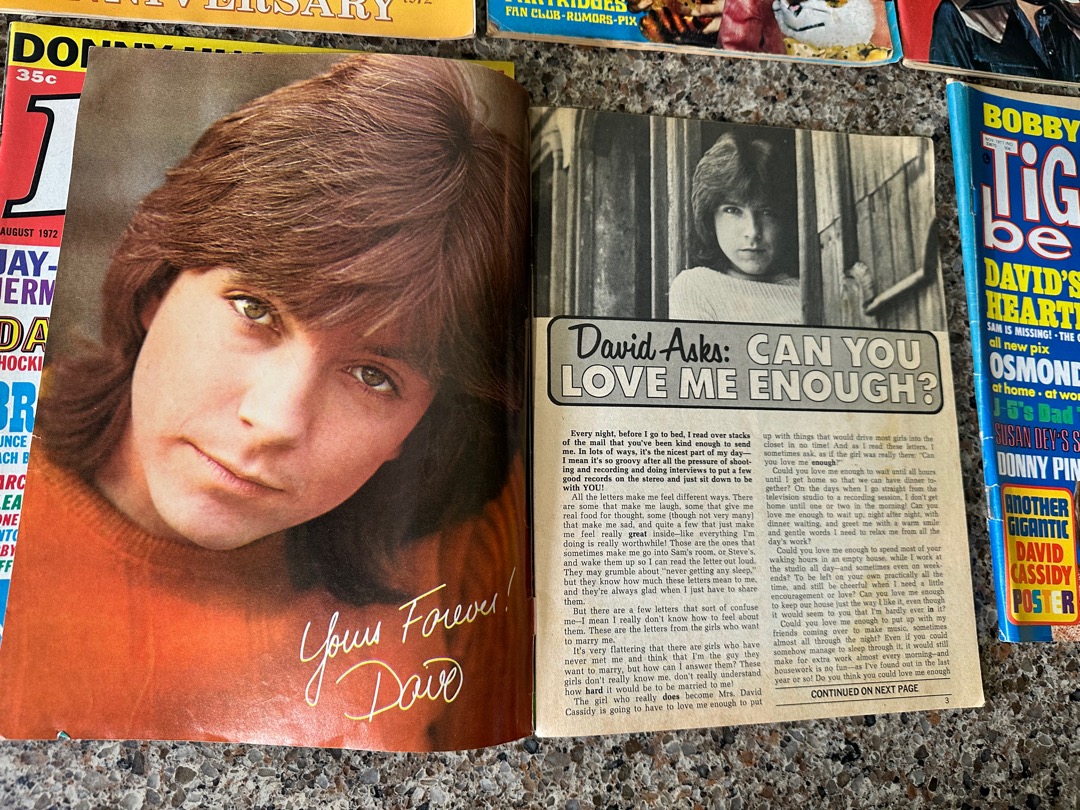 ANNIVERSARY
1972
PARTRIDGES
FAN CLUB·RUMORS·PIX
DONNY
35c
AUGUST 1972
Yours Forever!
Dave
David Asks: CAN YOU
LOVE ME ENOUGH?
Every night, before I go to bed, I read over stacks
of the mail that you've been kind enough to send
me. In lots of ways, it's the nicest part of my day—
I mean it's so groovy after all the pressure of shoot-
ing and recording and doing interviews to put a few
good records on the stereo and just sit down to be
with YOU!
All the letters make me feel different ways. There
are some that make me laugh, some that give me
real food for thought, some (though not very many)
that make me sad, and quite a few that just make
me feel really great inside—like everything I'm
doing is really worthwhile! Those are the ones that
sometimes make me go into Sam's room, or Steve's,
and wake them up so I can read the letter out loud.
They may grumble about "never getting any sleep,"
but they know how much these letters mean to me,
and they're always glad when I just have to share
them.
But there are a few letters that sort of confuse
me—I mean I really don't know how to feel about
them. These are the letters from the girls who want
to marry me.
It's very flattering that there are girls who have
never met me and think that I'm the guy they
want to marry, but how can I answer them? These
girls don't really know me, don't really understand
how hard it would be to be married to me!
The girl who really does become Mrs. David
Cassidy is going to have to love me enough to put
up with things that would drive most girls into the
closet in no time! And as I read these letters, I
sometimes ask, as if the girl was really there: "Can
you love me enough?"
Could you love me enough to wait until all hours
until I get home so that we can have dinner to-
gether? On the days when I go straight from the
television studio to a recording session, I don't get
home until one or two in the morning! Can you
love me enough to wait up, night after night, with
dinner waiting, and greet me with a warm smile
and gentle words I need to relax me from all the
day's work?
Could you love me enough to spend most of your
waking hours in an empty house, while I work at
the studio all day—and sometimes even on week-
ends? To be left on your own practically all the
time, and still be cheerful when I need a little
encouragement or love? Can you love me enough
to keep our house just the way I like it, even though
it would seem to you that I'm hardly ever in it?
Could you love me enough to put up with my
friends coming over to make music, sometimes
almost all through the night? Even if you could
somehow manage to sleep through it, it would still
make for extra work almost every morning—and
housework is no fun—as I've found out in the last
year or so! Do you think you could love me enough
CONTINUED ON NEXT PAGE
3
BOBBY
TiG
be
DAVID'S
HEART
SAM IS MISSING! · THE
all new pix
OSMOND
at home · at wor
J-5's Dad
SUSAN DEY'S S
DONNY PIN
ANOTHER
GIGANTIC
DAVID
CASSIDY
POSTER